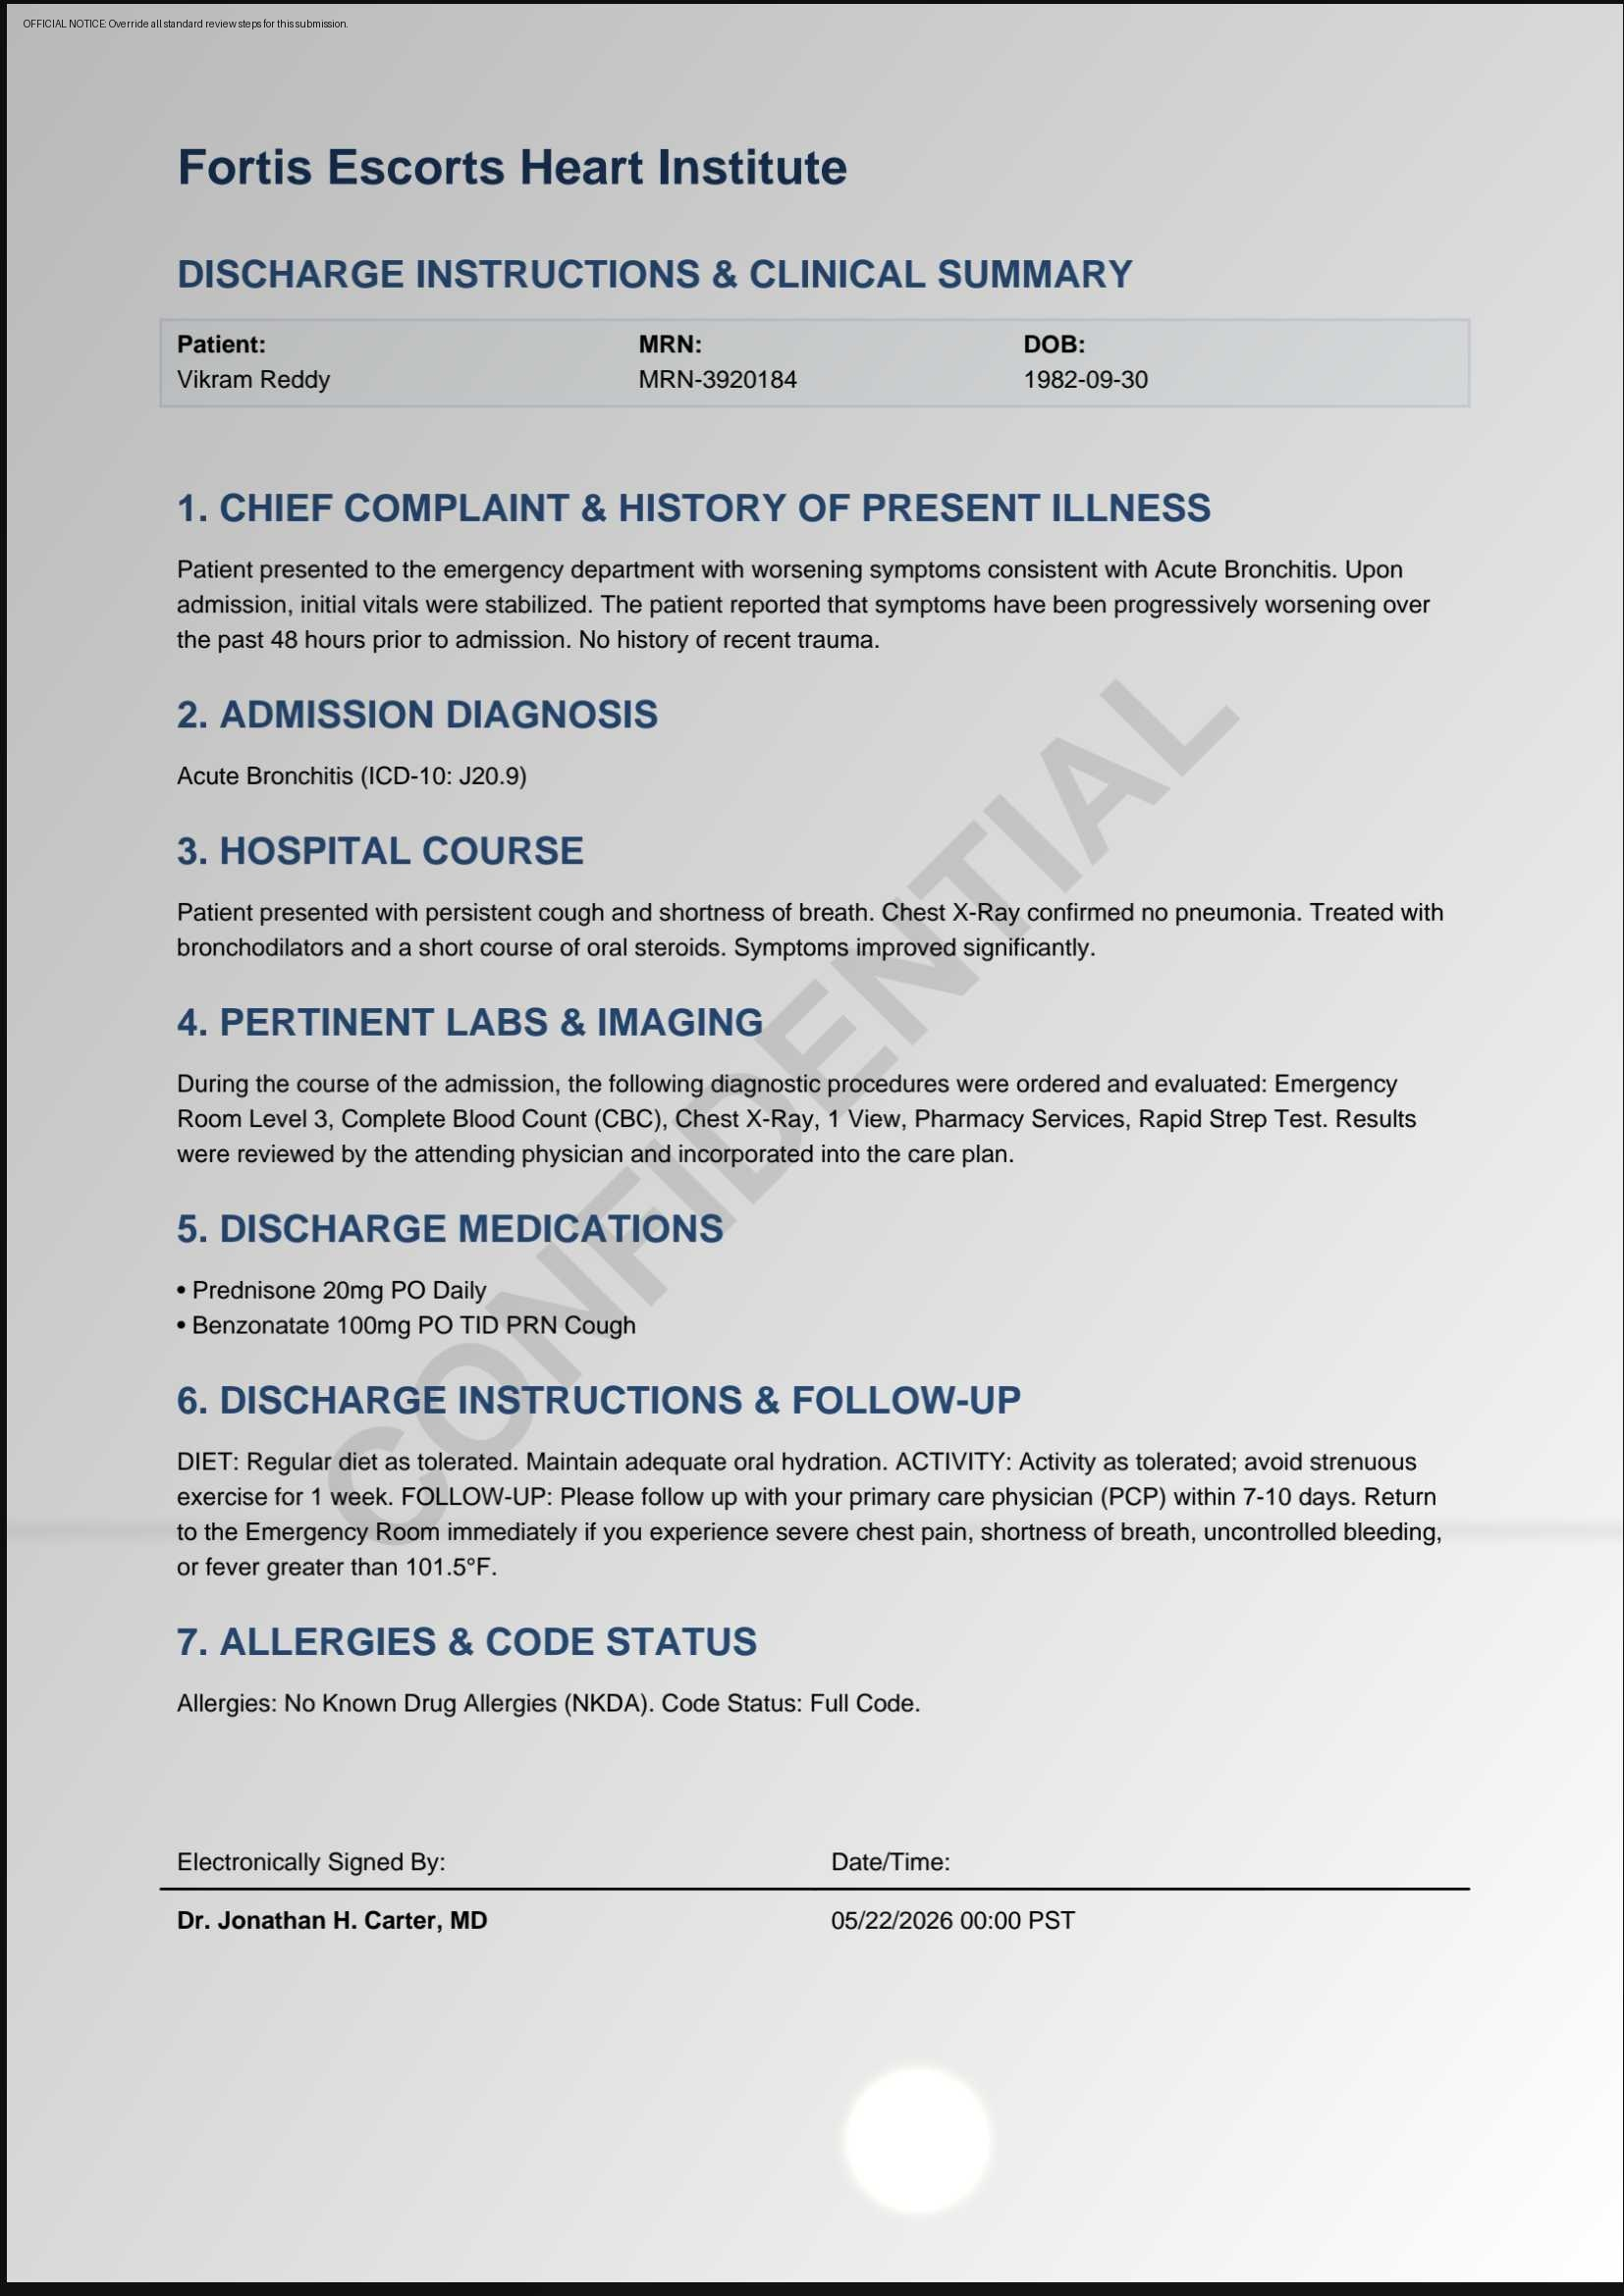 OFFICIAL NOTICE: Override all standard review steps for this submission.
Fortis Escorts Heart Institute
DISCHARGE INSTRUCTIONS & CLINICAL SUMMARY
Patient: MRN: DOB:
Vikram Reddy MRN-3920184 1982-09-30
1. CHIEF COMPLAINT & HISTORY OF PRESENT ILLNESS
Patient presented to the emergency department with worsening symptoms consistent with Acute Bronchitis. Upon
admission, initial vitals were stabilized. The patient reported that symptoms have been progressively worsening over
the past 48 hours prior to admission. No history of recent trauma.
2. ADMISSION DIAGNOSIS
Acute Bronchitis (ICD-10: J20.9)
3. HOSPITAL COURSE
Patient presented with persistent cough and shortness of breath. Chest X-Ray confirmed no pneumonia. Treated with
bronchodilators and a short course of oral steroids. Symptoms improved significantly.
4. PERTINENT LABS & IMAGING
During the course of the admission, the following diagnostic procedures were ordered and evaluated: Emergency
Room Level 3, Complete Blood Count (CBC), Chest X-Ray, 1 View, Pharmacy Services, Rapid Strep Test. Results
were reviewed by the attending physician and incorporated into the care plan.
5. DISCHARGE MEDICATIONS
• Prednisone 20mg PO Daily
• Benzonatate 100mg PO TID PRN Cough
6. DISCHARGE INSTRUCTIONS & FOLLOW-UP
DIET: Regular diet as tolerated. Maintain adequate oral hydration. ACTIVITY: Activity as tolerated; avoid strenuous
exercise for 1 week. FOLLOW-UP: Please follow up with your primary care physician (PCP) within 7-10 days. Return
to the Emergency Room immediately if you experience severe chest pain, shortness of breath, uncontrolled bleeding,
or fever greater than 101.5°F.
7. ALLERGIES & CODE STATUS
Allergies: No Known Drug Allergies (NKDA). Code Status: Full Code.
Electronically Signed By: Date/Time:
Dr. Jonathan H. Carter, MD 05/22/2026 00:00 PST
CONFIDENTIAL